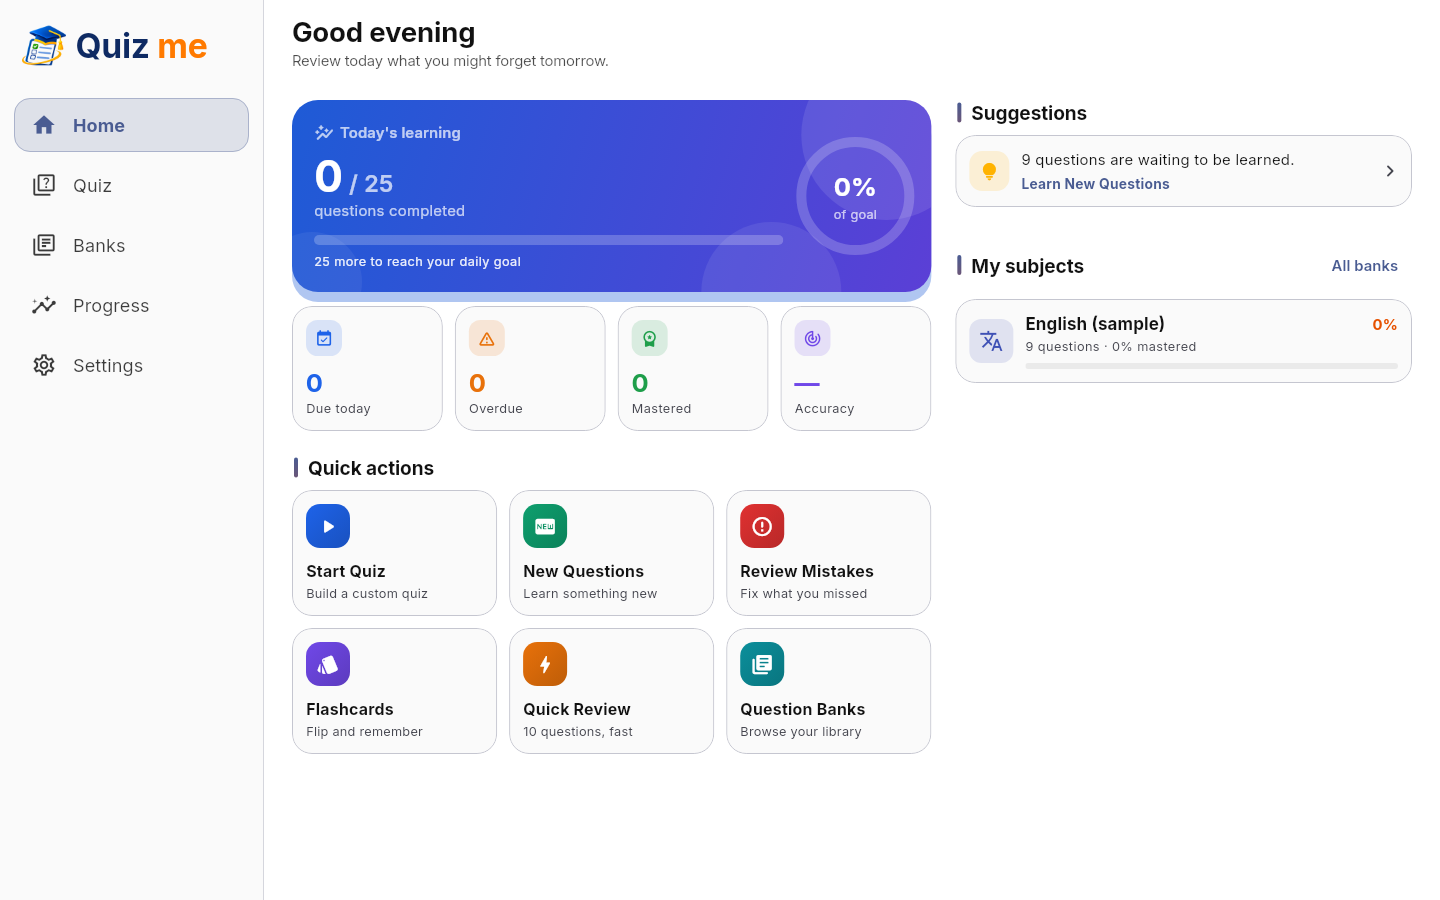 Quiz me
Home
Quiz
Banks
Progress
Settings
Good evening
Review today what you might forget tomorrow.
Today's learning
0 / 25
questions completed
25 more to reach your daily goal
0%
of goal
0
Due today
0
Overdue
0
Mastered
—
Accuracy
Quick actions
Start Quiz
Build a custom quiz
NEW
New Questions
Learn something new
Review Mistakes
Fix what you missed
Flashcards
Flip and remember
Quick Review
10 questions, fast
Question Banks
Browse your library
Suggestions
9 questions are waiting to be learned.
Learn New Questions
My subjects
All banks
English (sample)
0%
9 questions · 0% mastered